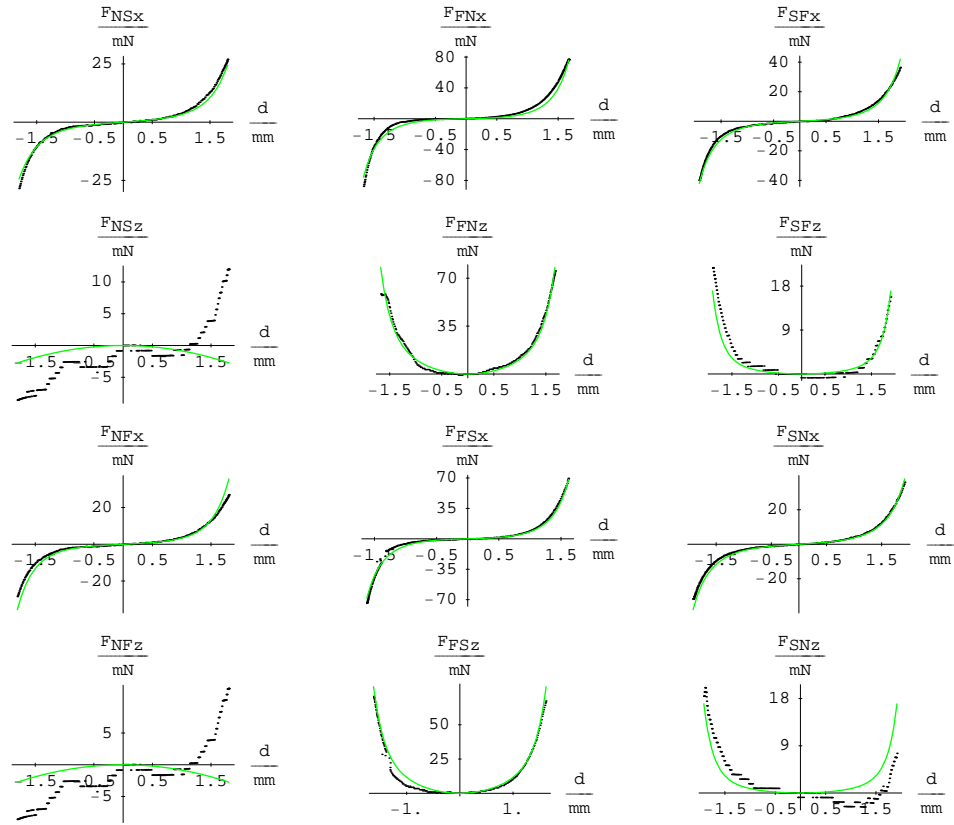 F_NSx F_FNx F_SFx
mN mN mN
25 80 40
40 20
d d d
−1.5 −0.5 0.5 1.5 mm −1.5 −0.5 0.5 1.5 mm −1.5 −0.5 0.5 1.5 mm
−40 −20
−25 −80 −40
F_NSz F_FNz F_SFz
mN mN mN
10 70 18
5 35 9
d d d
−1.5 −0.5 0.5 1.5 mm −1.5 −0.5 0.5 1.5 mm −1.5 −0.5 0.5 1.5 mm
−5
F_NFx F_FSx F_SNx
mN mN mN
70
20 35 20
d d d
−1.5 −0.5 0.5 1.5 mm −1.5 −0.5 0.5 1.5 mm −1.5 −0.5 0.5 1.5 mm
−20 −35 −20
−70
F_NFz F_FSz F_SNz
mN mN mN
18
5 50 9
25
d d d
−1.5 −0.5 0.5 1.5 mm −1. 1. mm −1.5 −0.5 0.5 1.5 mm
−5